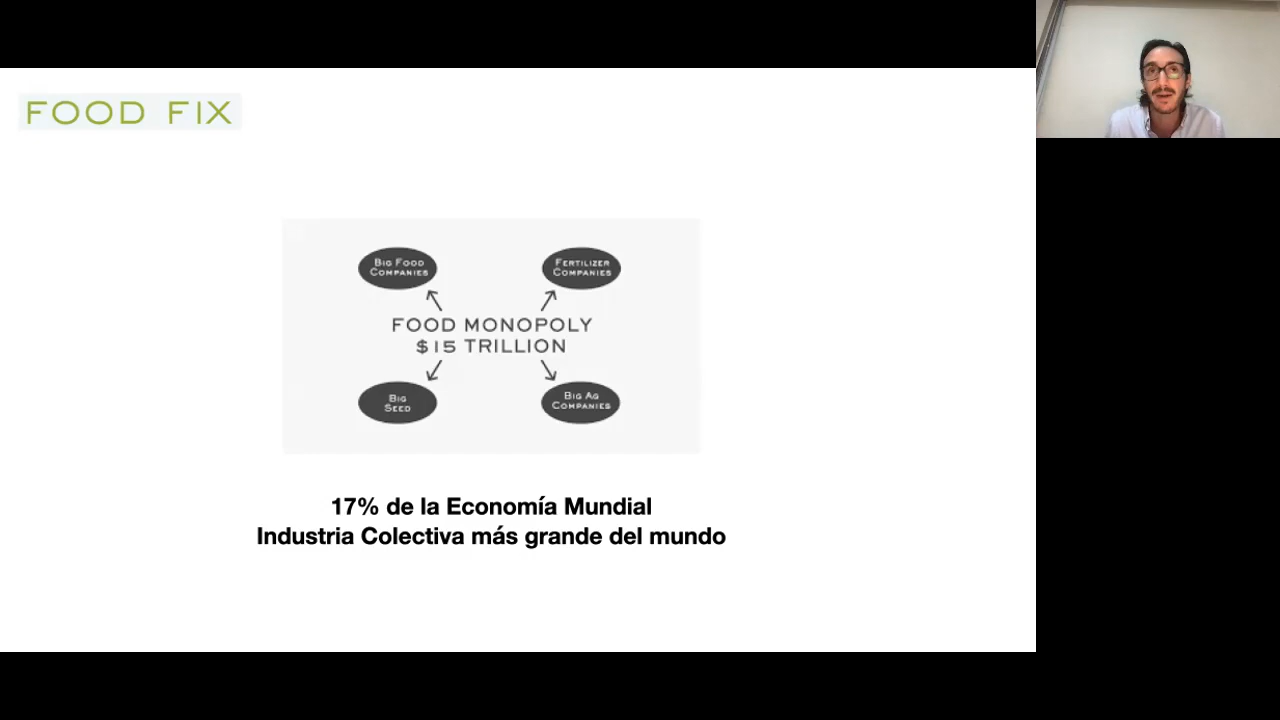 FOOD FIX
BIG FOOD
COMPANIES
FERTILIZER
COMPANIES
FOOD MONOPOLY
$15 TRILLION
BIG
SEED
BIG AG
COMPANIES
17% de la Economía Mundial
Industria Colectiva más grande del mundo